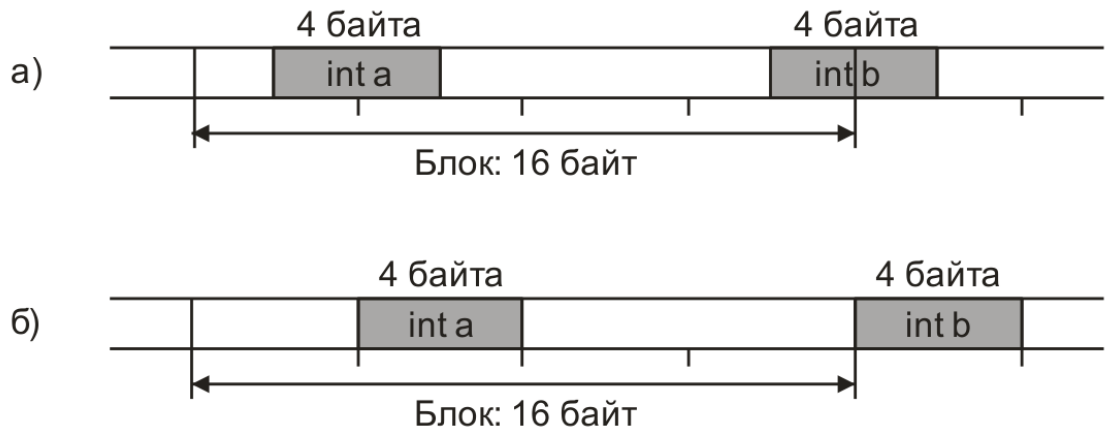 4 байта 4 байта
а) int a int b
Блок: 16 байт
4 байта 4 байта
б) int a int b
Блок: 16 байт